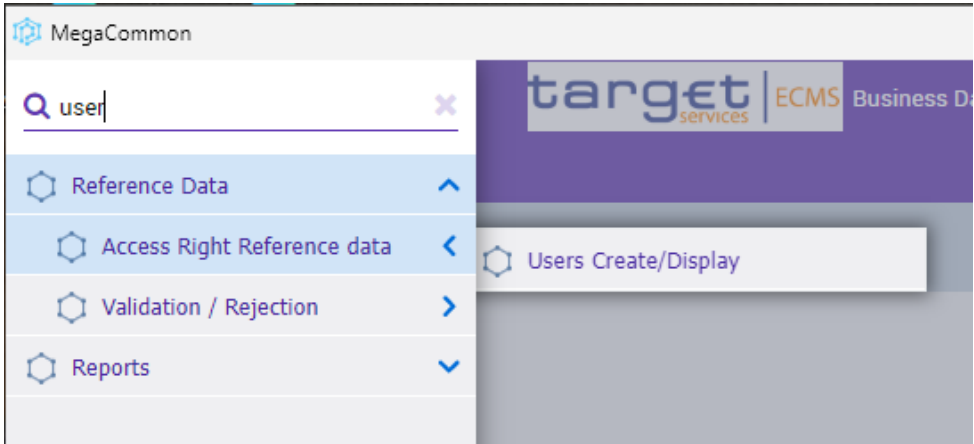 MegaCommon
user
target services | ECMS Business Da
Reference Data
Access Right Reference data
Users Create/Display
Validation / Rejection
Reports